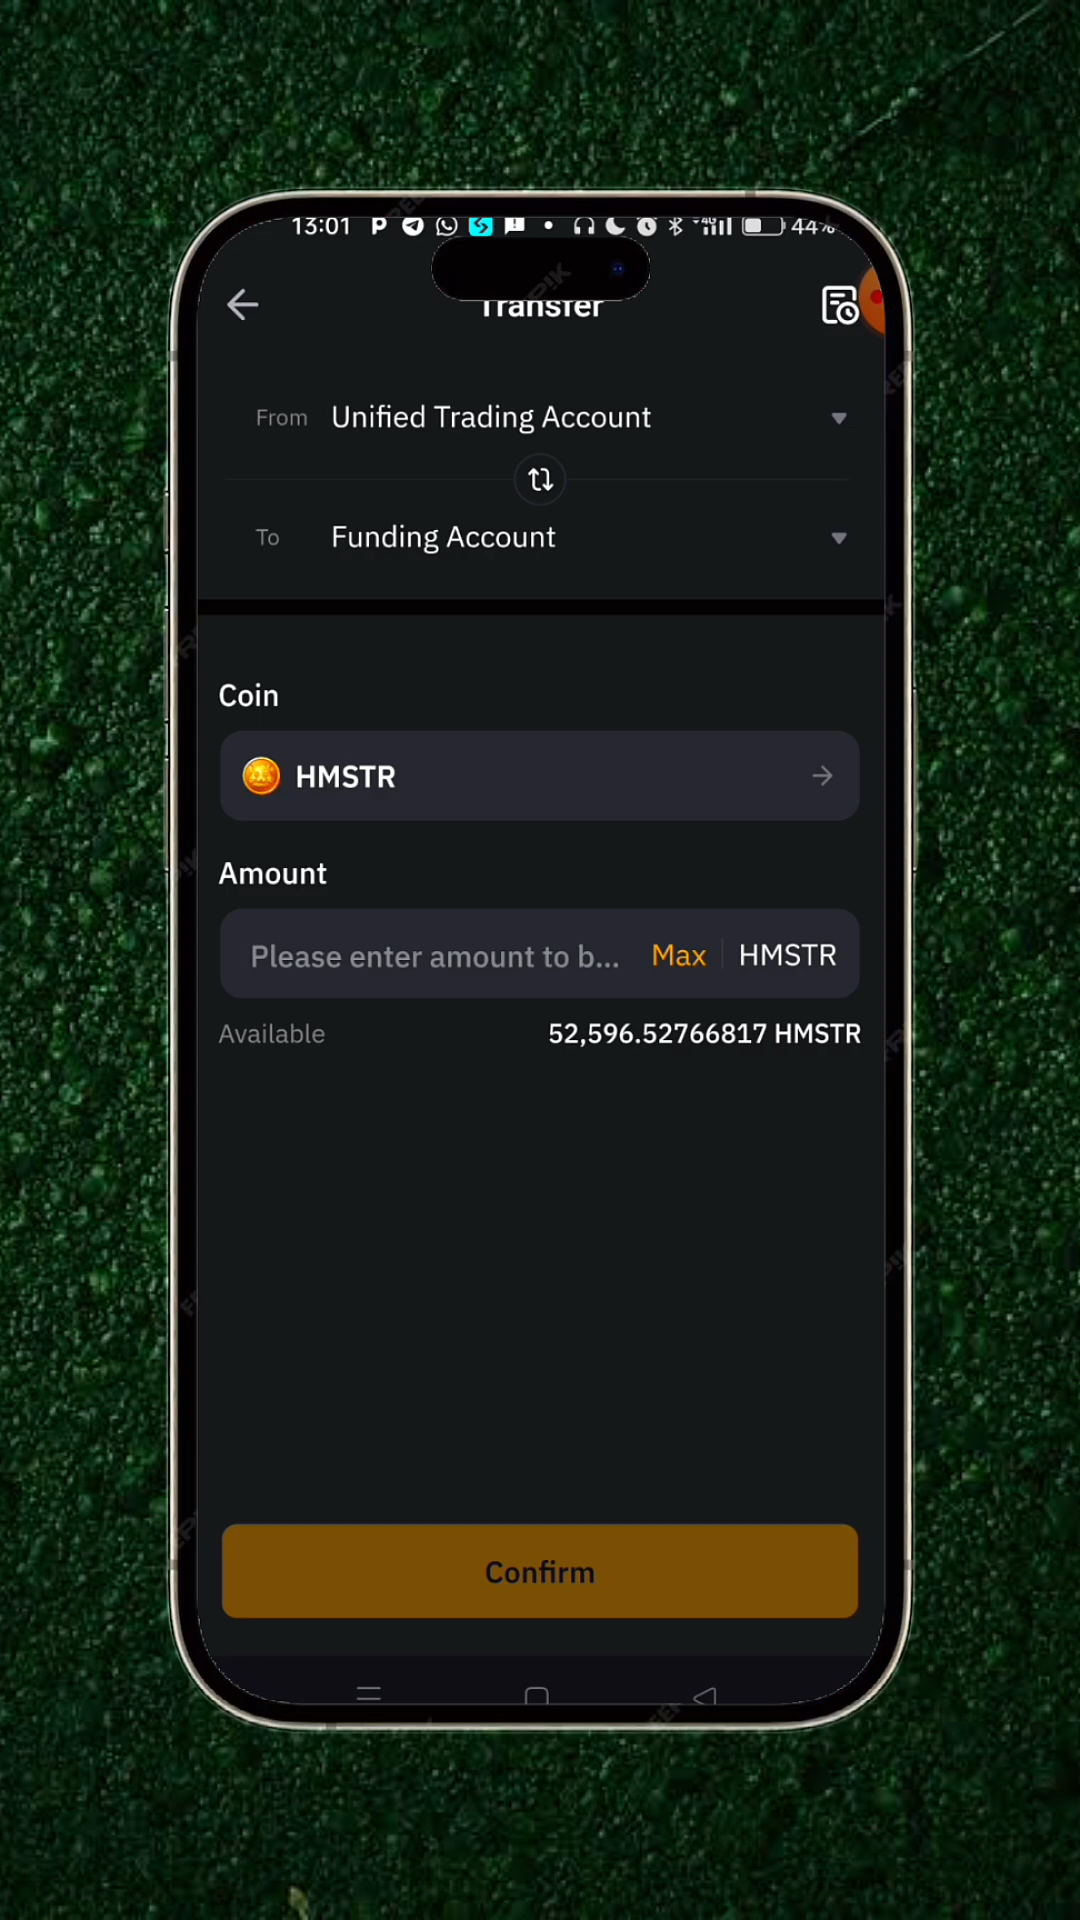 13:01 P 4G 44%
Transfer
From Unified Trading Account
To Funding Account
Coin
HMSTR
Amount
Please enter amount to b... Max HMSTR
Available 52,596.52766817 HMSTR
Confirm